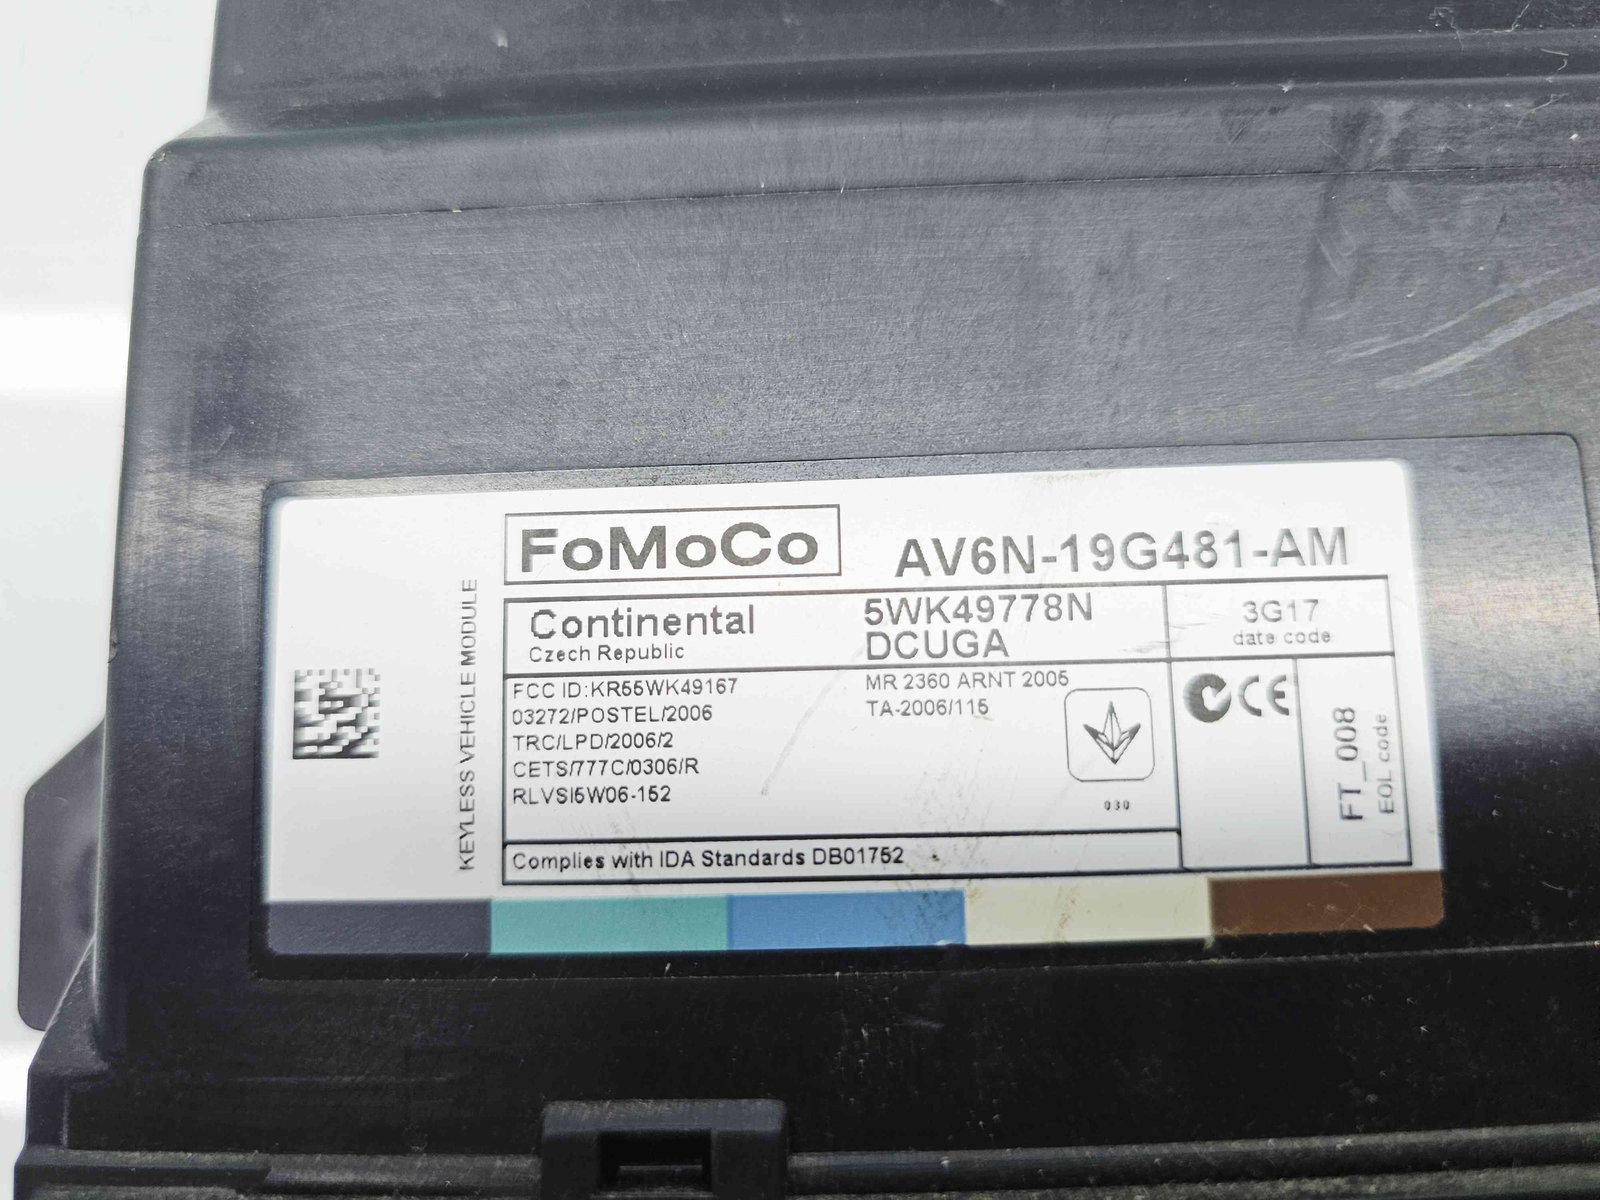 FoMoCo
AV6N-19G481-AM
KEYLESS VEHICLE MODULE
Continental
Czech Republic
5WK49778N
DCUGA
3G17
date code
FCC ID:KR55WK49167
03272/POSTEL/2006
TRC/LPD/2006/2
CETS/777C/0306/R
RLVSI5W06-152
MR 2360 ARNT 2005
TA-2006/115
030
CE
FT_008
EOL code
Complies with IDA Standards DB01752